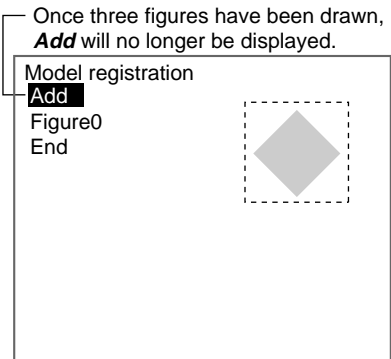 Once three figures have been drawn,
Add will no longer be displayed.
Model registration
Add
Figure0
End